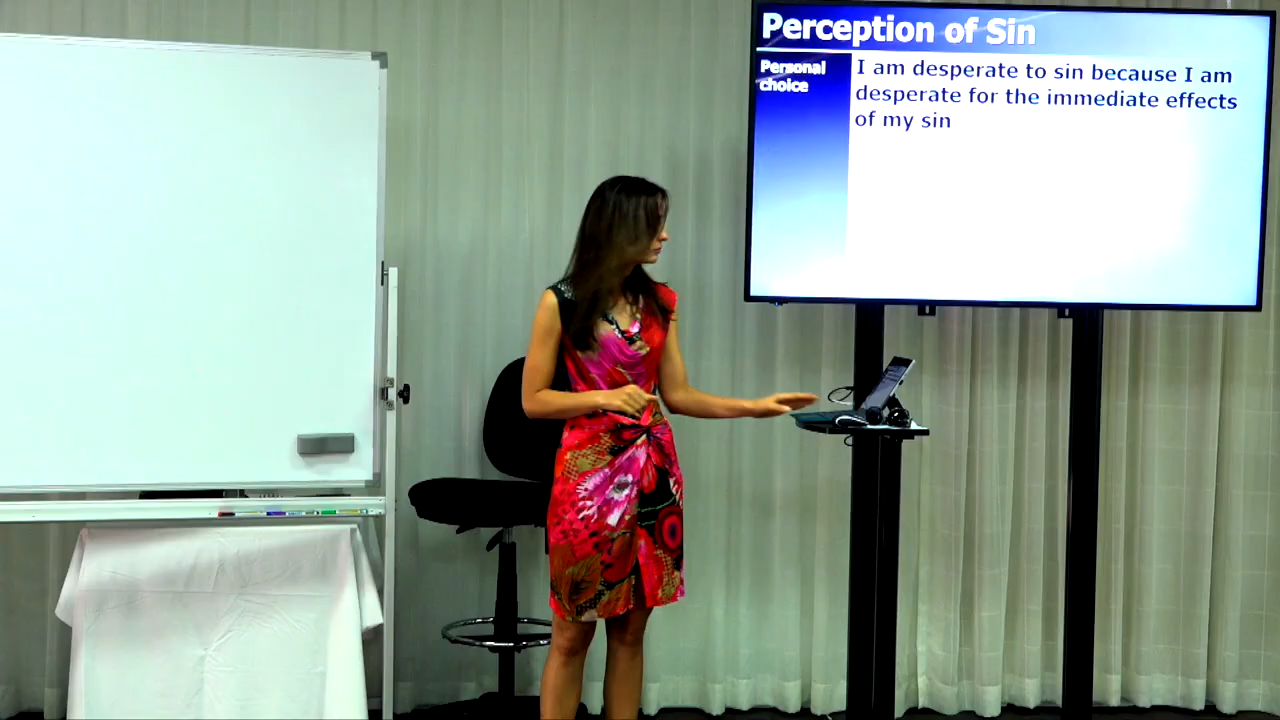 Perception of Sin
Personal
choice
I am desperate to sin because I am
desperate for the immediate effects
of my sin